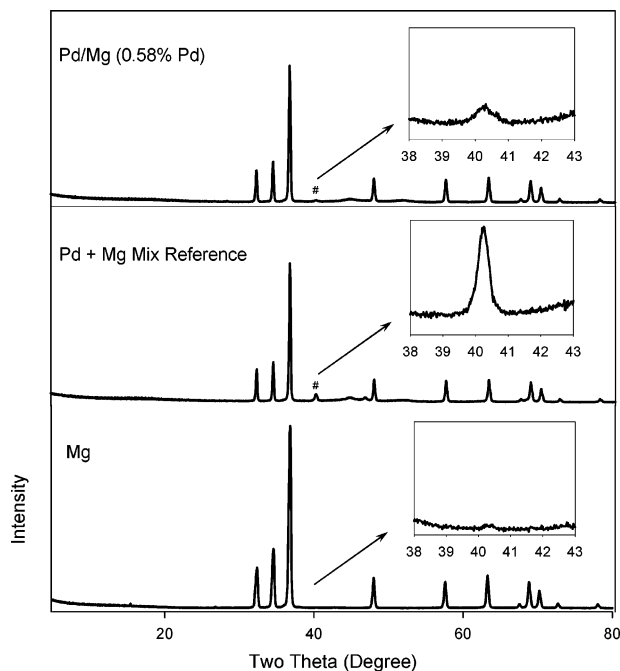 Pd/Mg (0.58% Pd)
#
38 39 40 41 42 43
Pd + Mg Mix Reference
#
38 39 40 41 42 43
Mg
38 39 40 41 42 43
Intensity
20 40 60 80
Two Theta (Degree)